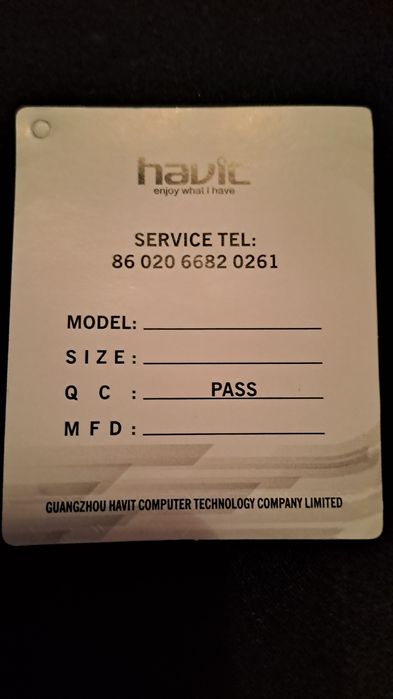 havit
enjoy what I have
SERVICE TEL:
86 020 6682 0261
MODEL:
SIZE:
QC: PASS
MFD:
GUANGZHOU HAVIT COMPUTER TECHNOLOGY COMPANY LIMITED